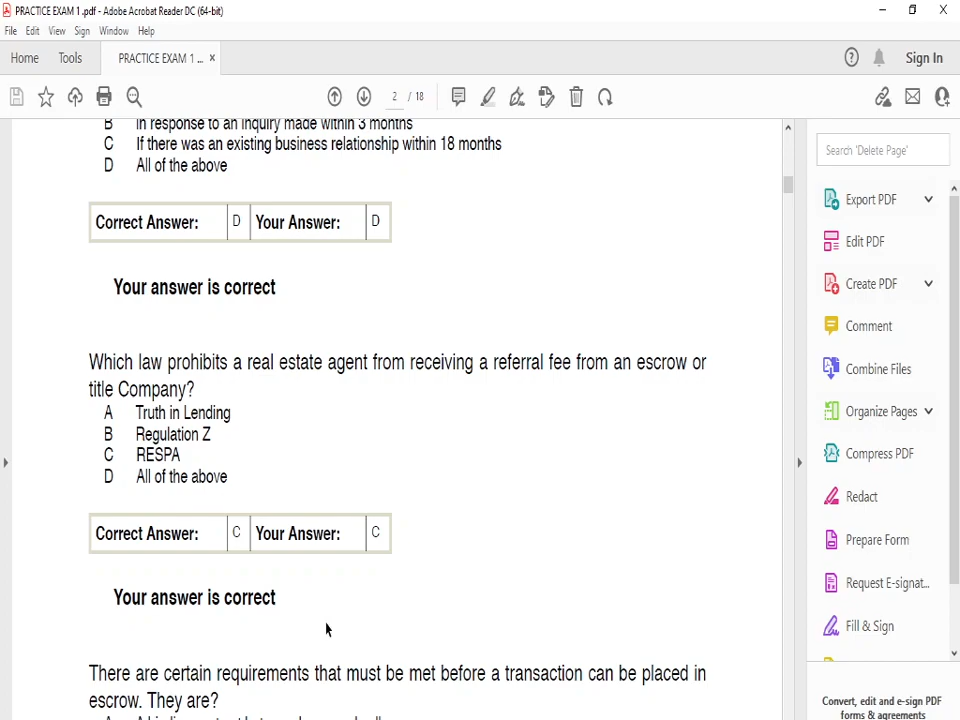 PRACTICE EXAM 1 .pdf - Adobe Acrobat Reader DC (64-bit)
File Edit View Sign Window Help
Home Tools PRACTICE EXAM 1 ... × Sign In
2 / 18
B In response to an inquiry made within 3 months
C If there was an existing business relationship within 18 months
D All of the above
Correct Answer: D Your Answer: D
Your answer is correct
Which law prohibits a real estate agent from receiving a referral fee from an escrow or
title Company?
A Truth in Lending
B Regulation Z
C RESPA
D All of the above
Correct Answer: C Your Answer: C
Your answer is correct
There are certain requirements that must be met before a transaction can be placed in
escrow. They are?
Search 'Delete Page'
Export PDF
Edit PDF
Create PDF
Comment
Combine Files
Organize Pages
Compress PDF
Redact
Prepare Form
Request E-signat...
Fill & Sign
Convert, edit and e-sign PDF
forms & agreements